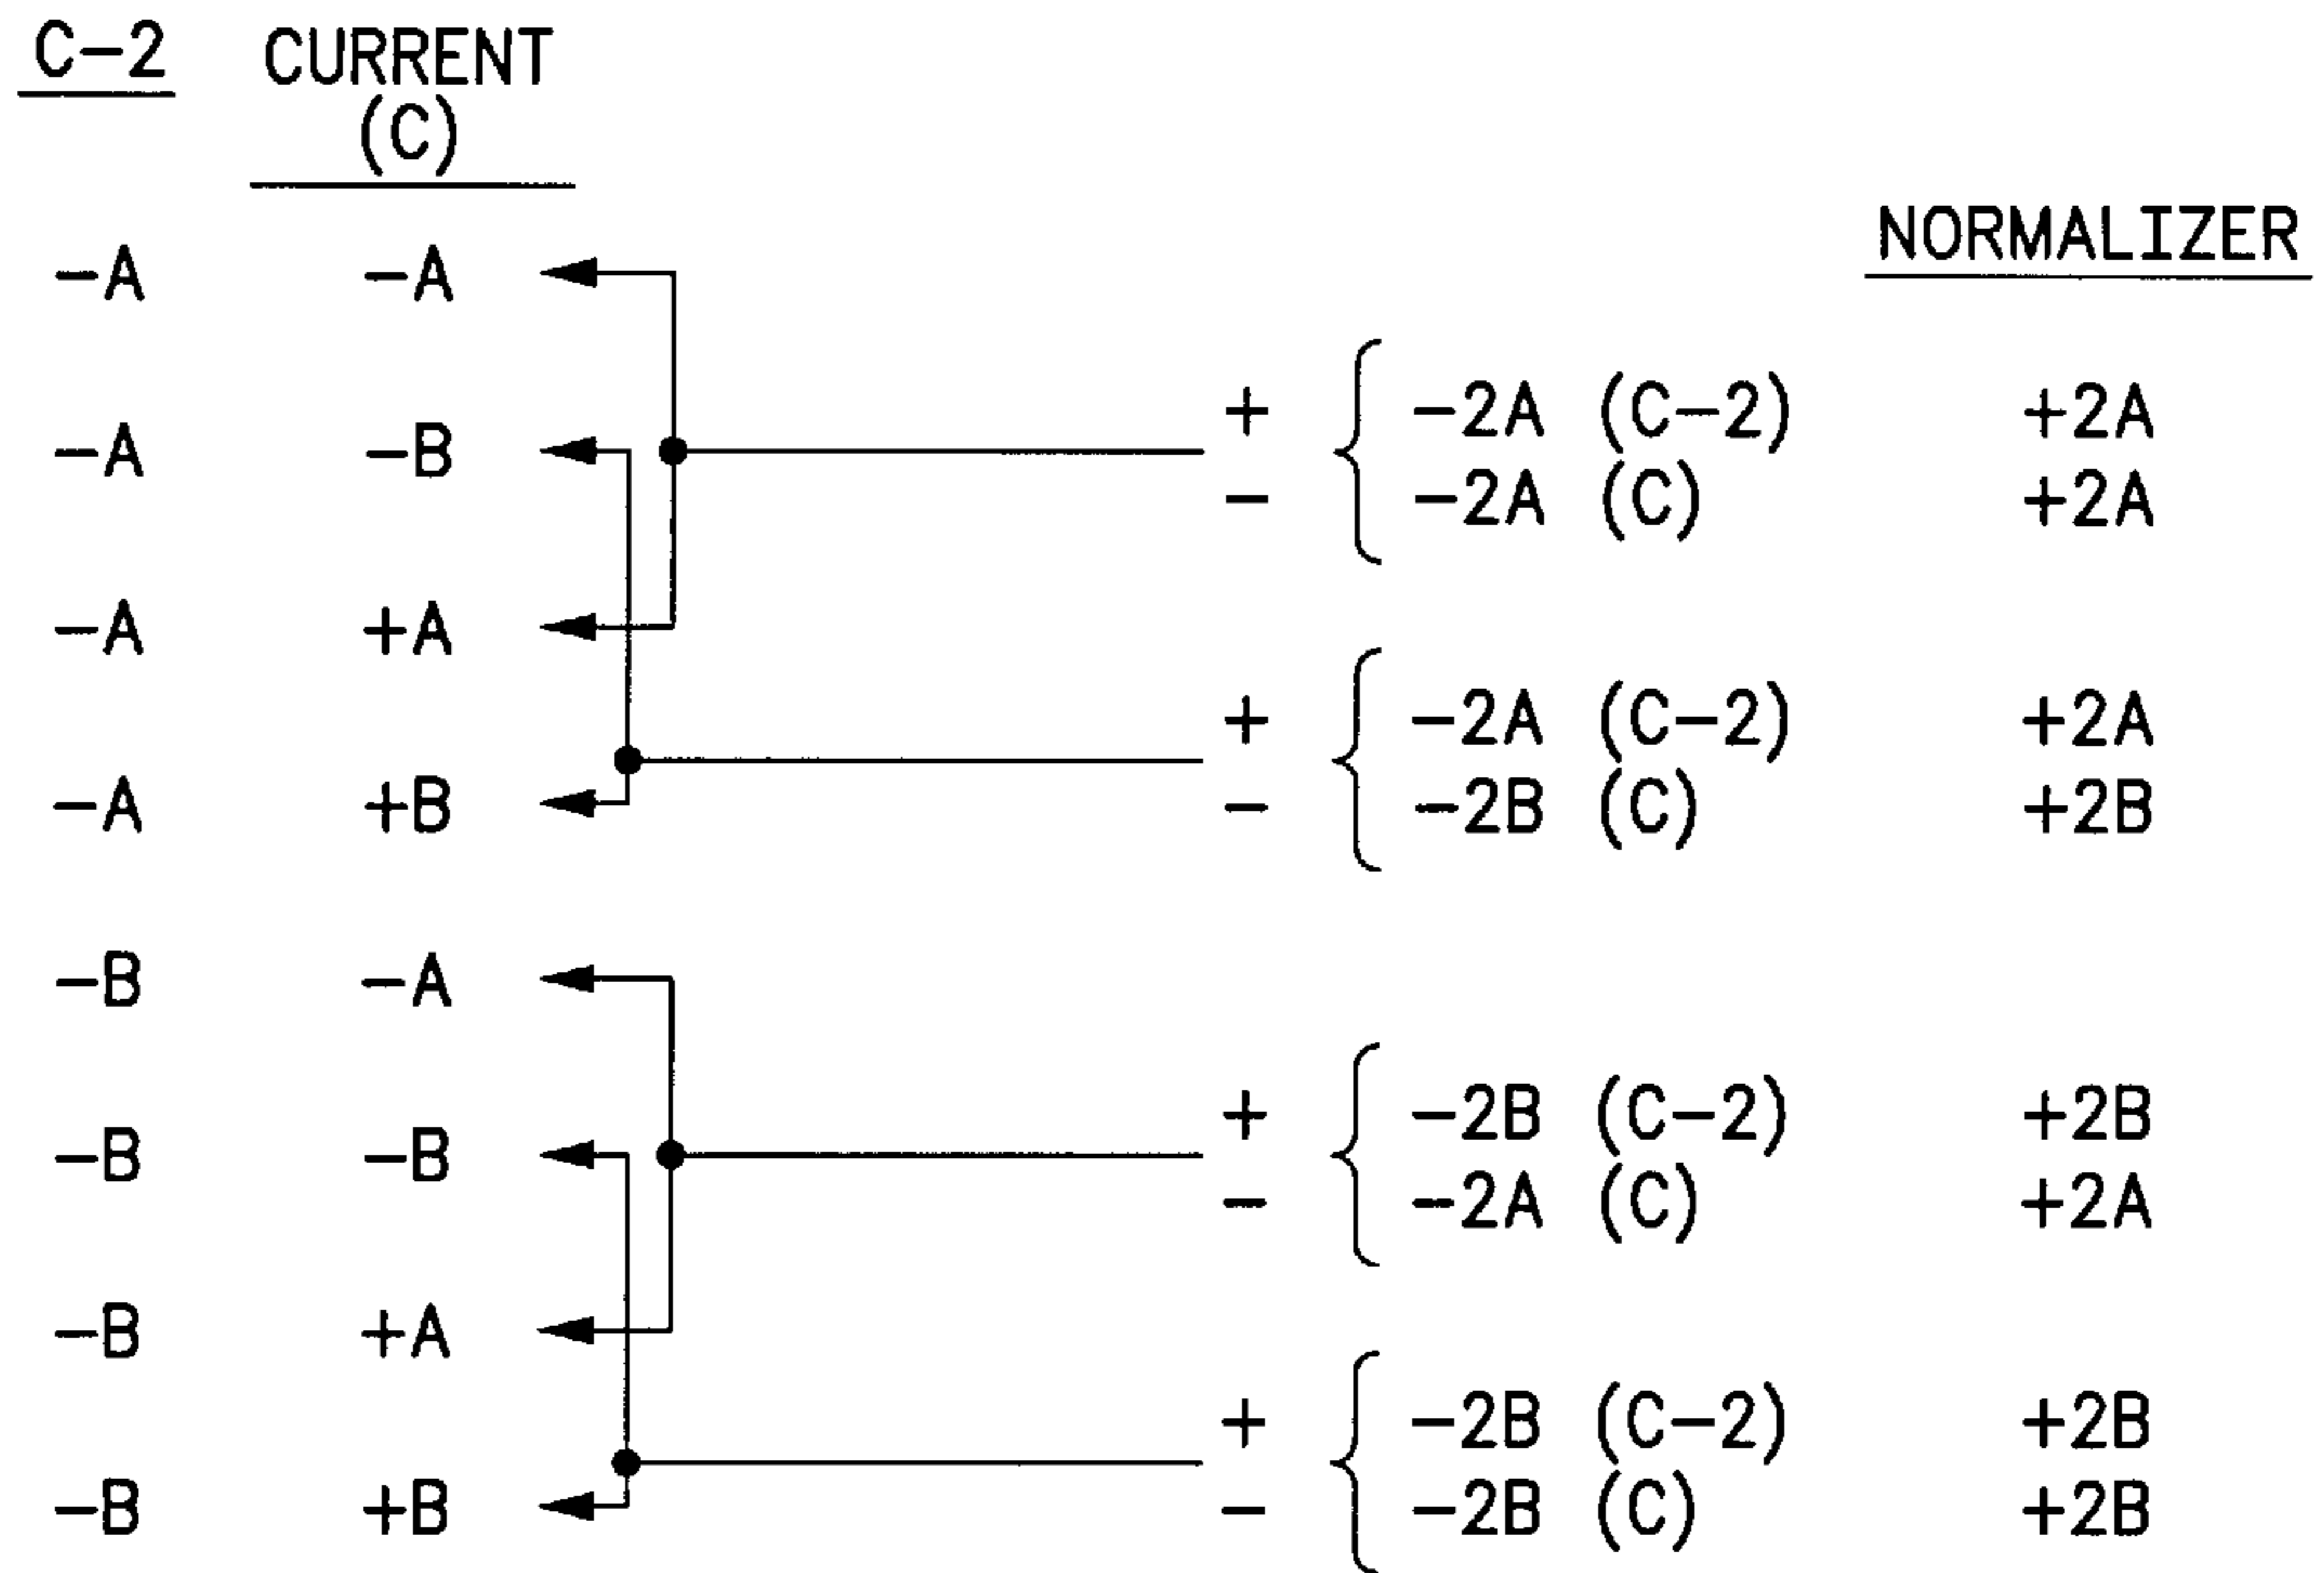 C-2 CURRENT
(C)
NORMALIZER
-A -A
+ -2A (C-2) +2A
-A -B
- -2A (C) +2A
-A +A
+ -2A (C-2) +2A
-A +B
- -2B (C) +2B
-B -A
+ -2B (C-2) +2B
-B -B
- -2A (C) +2A
-B +A
+ -2B (C-2) +2B
-B +B
- -2B (C) +2B